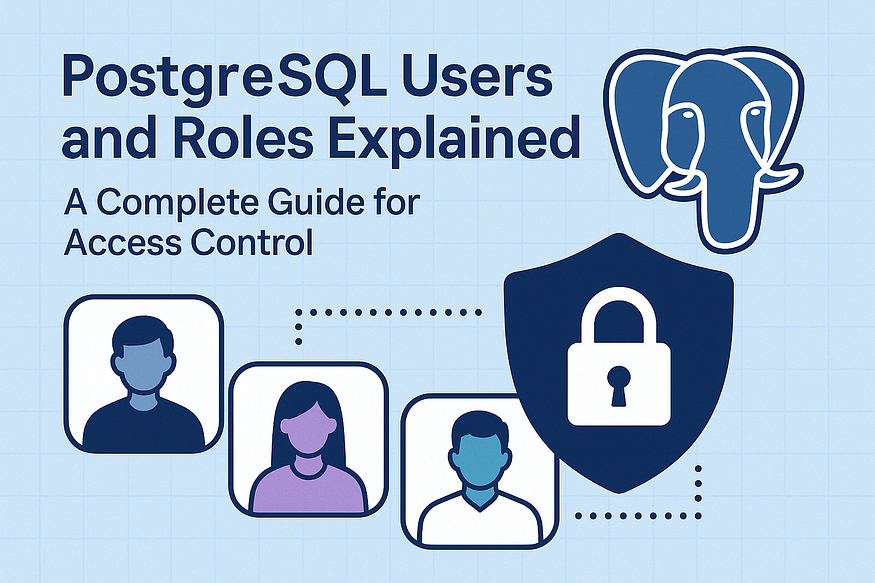 PostgreSQL Users
and Roles Explained
A Complete Guide for
Access Control